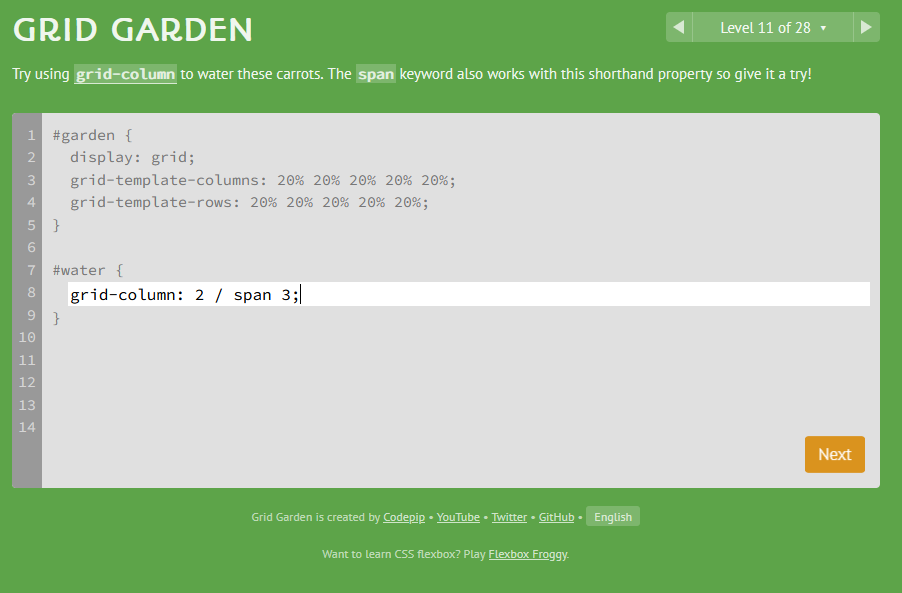 GRID GARDEN
Level 11 of 28
Try using grid-column to water these carrots. The span keyword also works with this shorthand property so give it a try!
1 #garden {
2 display: grid;
3 grid-template-columns: 20% 20% 20% 20% 20%;
4 grid-template-rows: 20% 20% 20% 20% 20%;
5 }
6
7 #water {
8 grid-column: 2 / span 3;
9 }
10
11
12
13
14
Next
Grid Garden is created by Codepip • YouTube • Twitter • GitHub • English
Want to learn CSS flexbox? Play Flexbox Froggy.